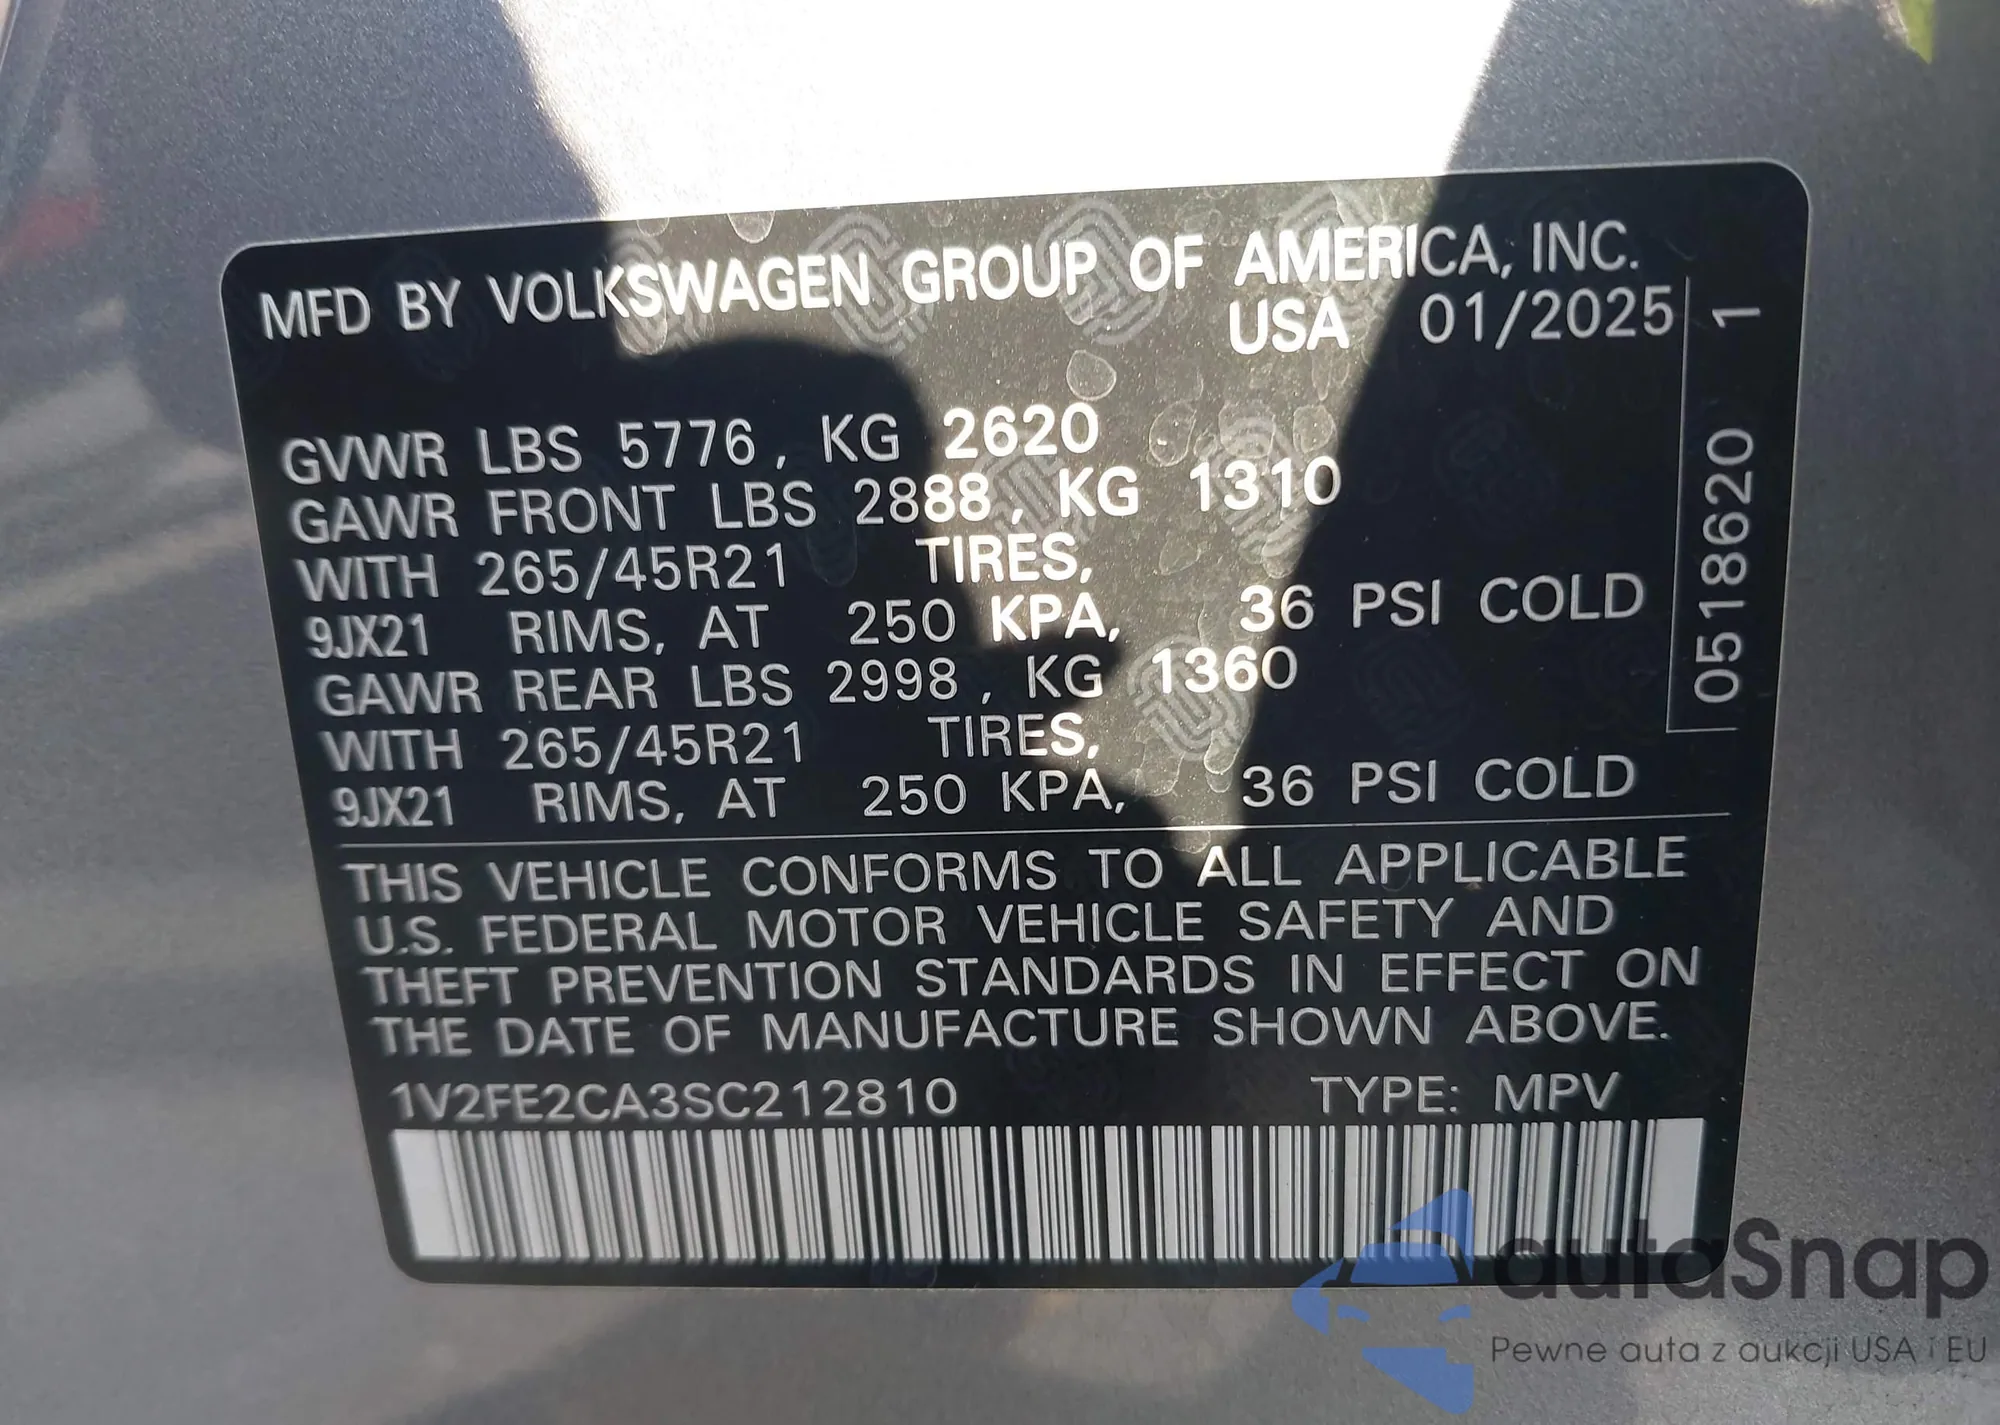 MFD BY VOLKSWAGEN GROUP OF AMERICA, INC.
USA 01/2025
GVWR LBS 5776, KG 2620
GAWR FRONT LBS 2888, KG 1310
WITH 265/45R21 TIRES,
9JX21 RIMS, AT 250 KPA, 36 PSI COLD
GAWR REAR LBS 2998, KG 1360
WITH 265/45R21 TIRES,
9JX21 RIMS, AT 250 KPA, 36 PSI COLD
0518620 1
THIS VEHICLE CONFORMS TO ALL APPLICABLE
U.S. FEDERAL MOTOR VEHICLE SAFETY AND
THEFT PREVENTION STANDARDS IN EFFECT ON
THE DATE OF MANUFACTURE SHOWN ABOVE.
1V2FE2CA3SC212810 TYPE: MPV
autaSnap
Pewne auta z aukcji USA i EU